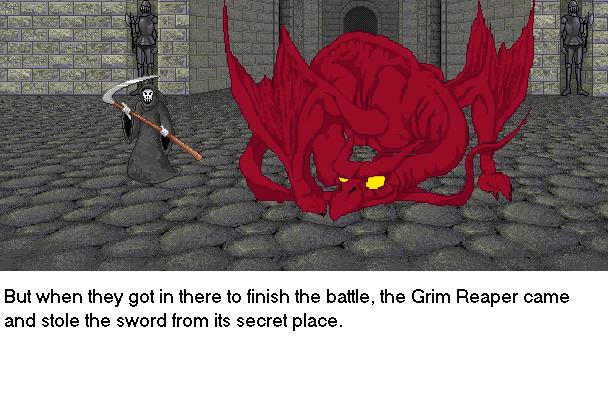 But when they got in there to finish the battle, the Grim Reaper came
and stole the sword from its secret place.